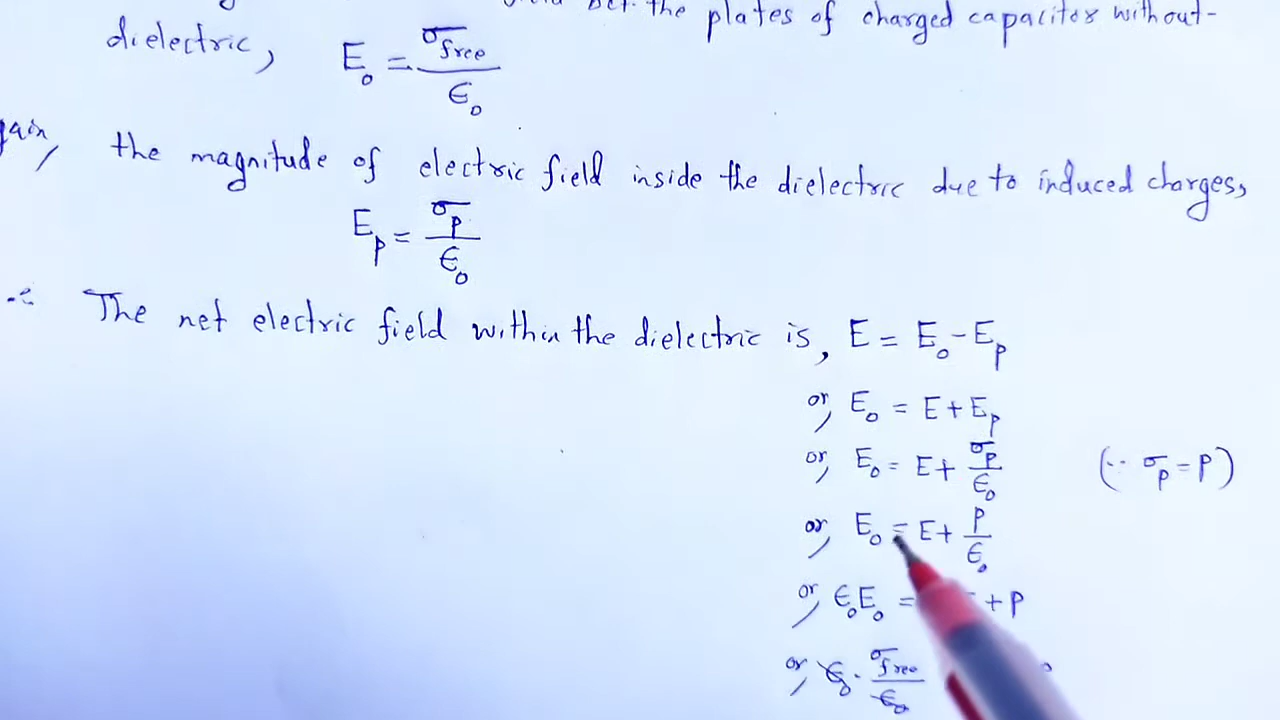 the plates of charged capacitor without-
dielectric, E₀ = σfree/ϵ₀
the magnitude of electric field inside the dielectric due to induced charges,
Eₚ = σₚ/ϵ₀
∴ The net electric field within the dielectric is, E = E₀ - Eₚ
or, E₀ = E + Eₚ
or, E₀ = E + σₚ/ϵ₀ (∵ σₚ = P)
or, E₀ = E + P/ϵ₀
or, ϵ₀E₀ = + P
or, ϵ₀ · σfree/ϵ₀